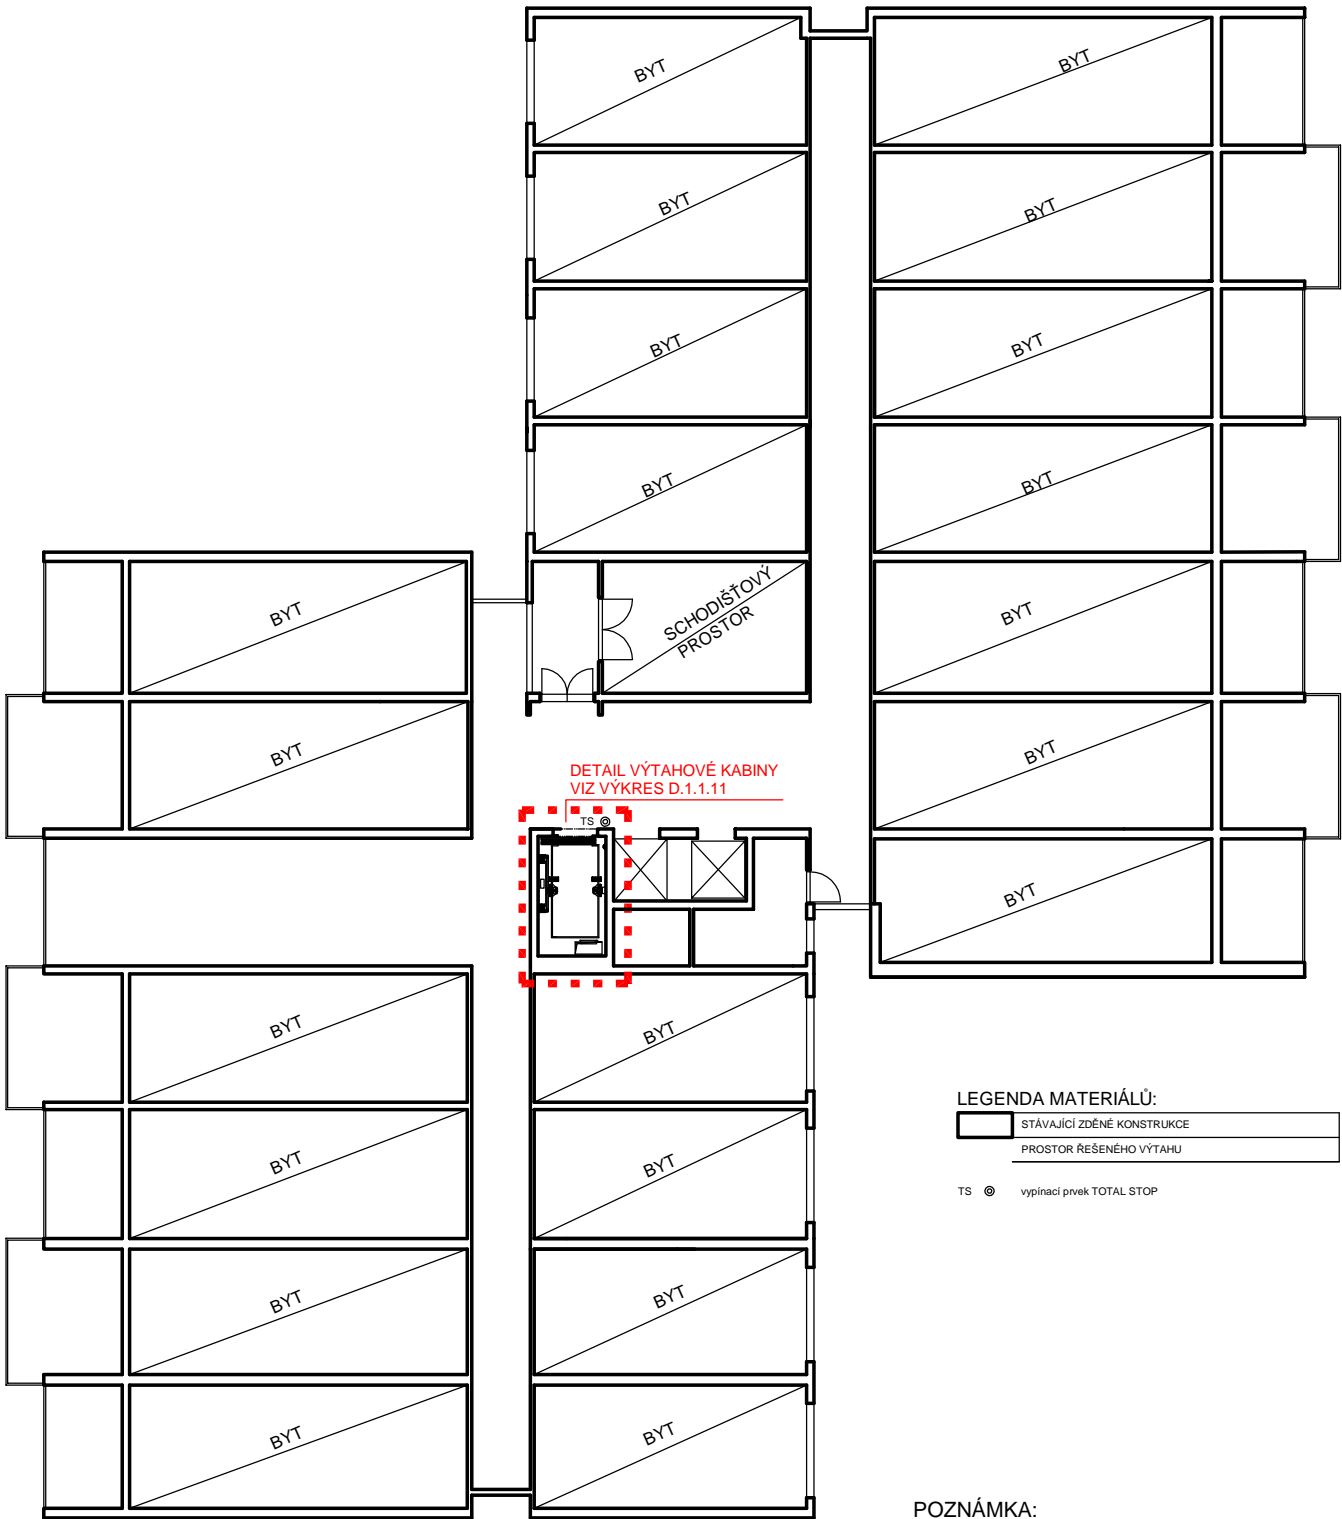 BYT
BYT
BYT
BYT
BYT
BYT
BYT
BYT
BYT
SCHODIŠŤOVÝ
PROSTOR
BYT
BYT
BYT
BYT
DETAIL VÝTAHOVÉ KABINY
VIZ VÝKRES D.1.1.11
TS
BYT
BYT
BYT
BYT
BYT
BYT
BYT
BYT
BYT
LEGENDA MATERIÁLŮ:
STÁVAJÍCÍ ZDĚNÉ KONSTRUKCE
PROSTOR ŘEŠENÉHO VÝTAHU
TS vypínací prvek TOTAL STOP
POZNÁMKA: